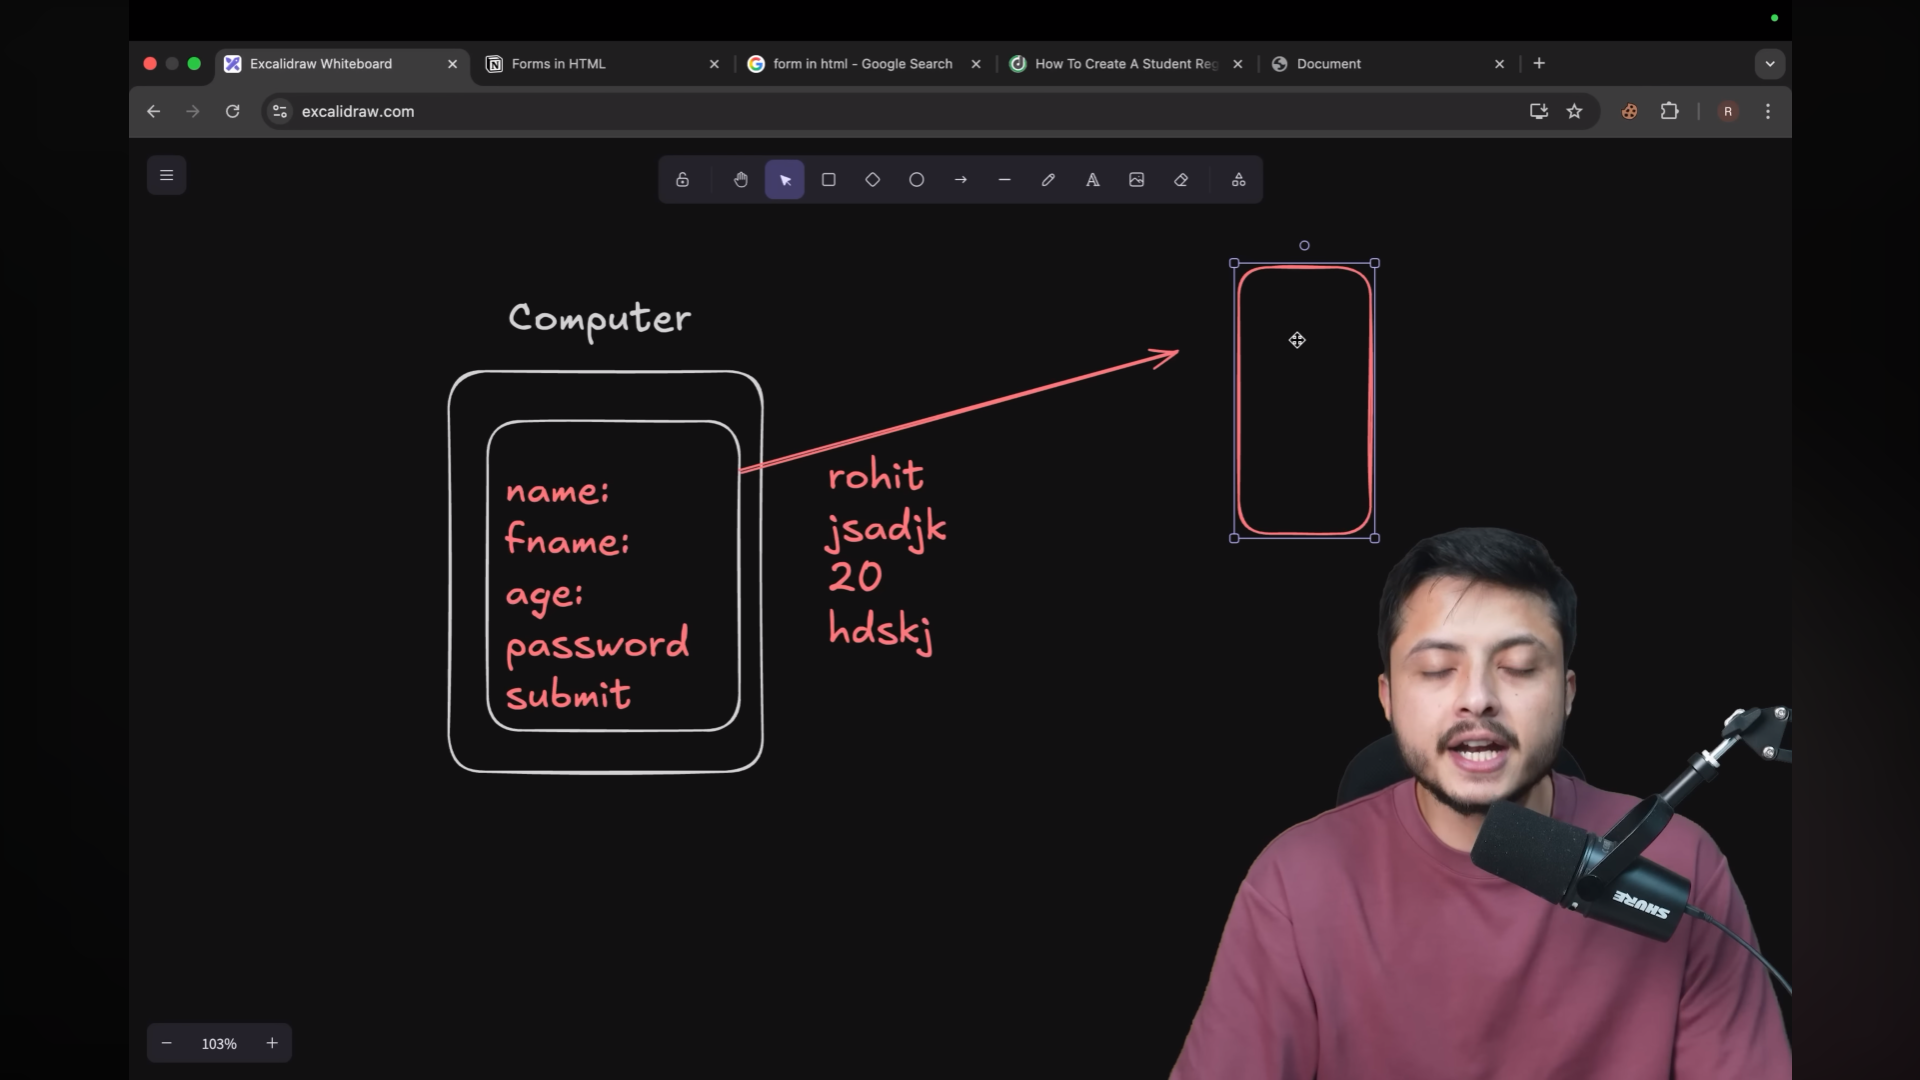 Excalidraw Whiteboard
Forms in HTML
form in html - Google Search
How To Create A Student Reg
Document
excalidraw.com
R
Computer
name:
fname:
age:
password
submit
rohit
jsadjk
20
hdskj
SHURE
103%